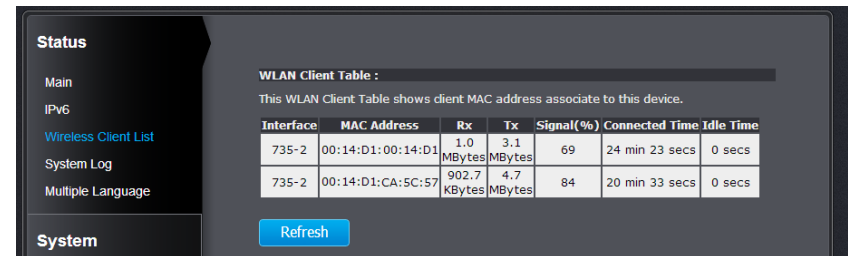 Status
Main
IPv6
Wireless Client List
System Log
Multiple Language
System
WLAN Client Table :
This WLAN Client Table shows client MAC address associate to this device.
Interface MAC Address Rx Tx Signal(%) Connected Time Idle Time
735-2 00:14:D1:00:14:D1 1.0 MBytes 3.1 MBytes 69 24 min 23 secs 0 secs
735-2 00:14:D1:CA:5C:57 902.7 KBytes 4.7 MBytes 84 20 min 33 secs 0 secs
Refresh